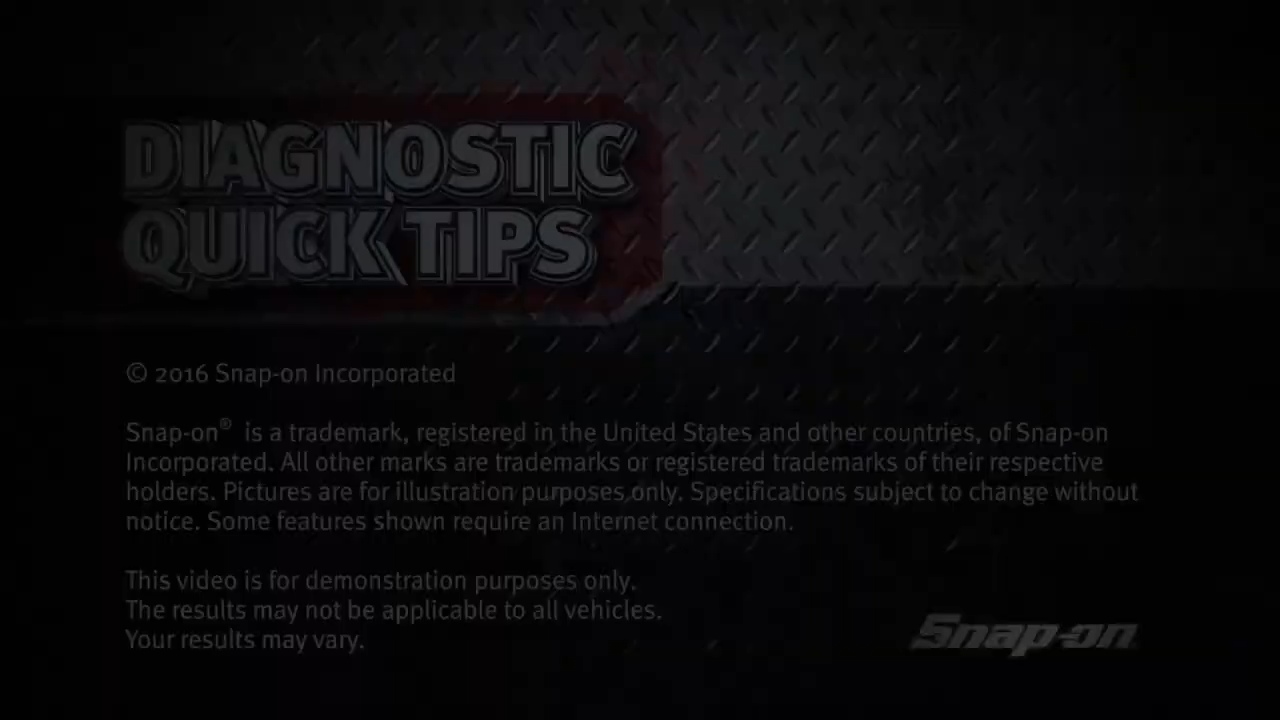 DIAGNOSTIC
QUICK TIPS
© 2016 Snap-on Incorporated
Snap-on® is a trademark, registered in the United States and other countries, of Snap-on
Incorporated. All other marks are trademarks or registered trademarks of their respective
holders. Pictures are for illustration purposes only. Specifications subject to change without
notice. Some features shown require an Internet connection.
This video is for demonstration purposes only.
The results may not be applicable to all vehicles.
Your results may vary.
Snap-on